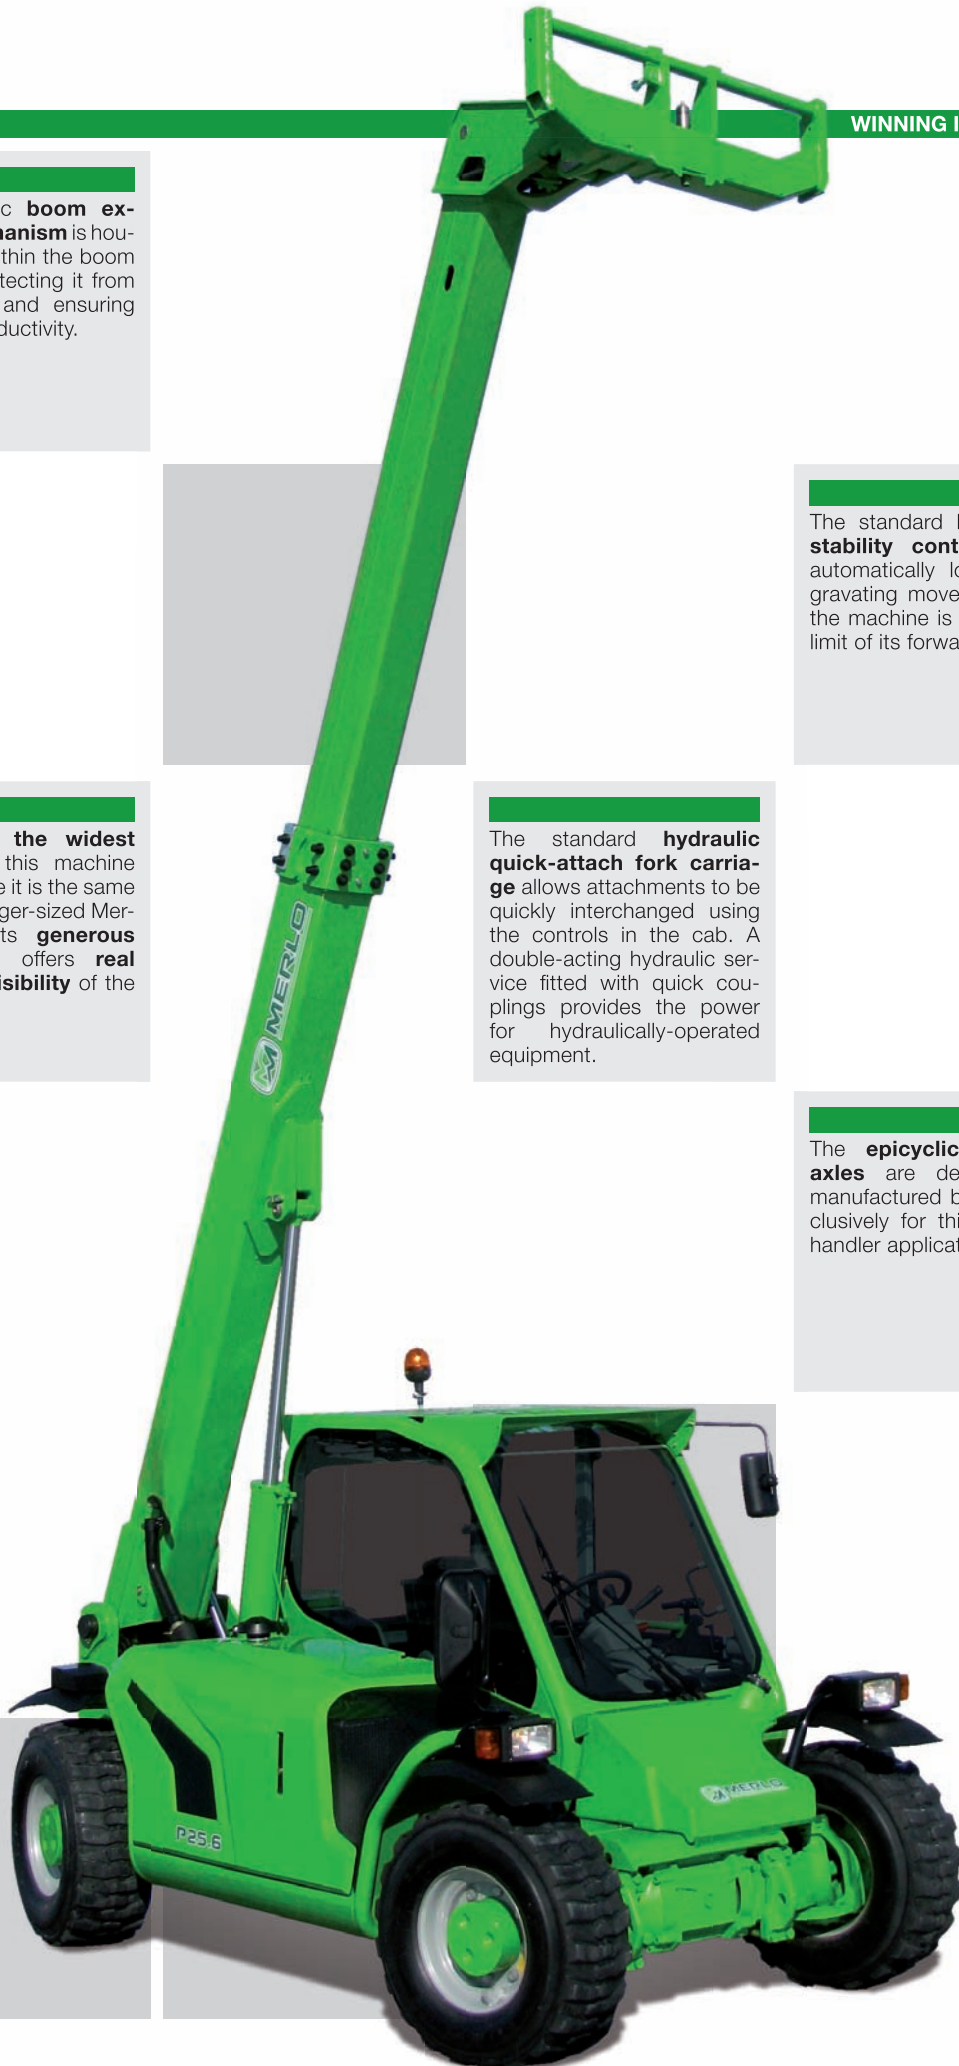 WINNING I
c boom ex-
hanism is hou-
thin the boom
tecting it from
and ensuring
ductivity.
The standard
stability cont
automatically lo
gravating move
the machine is
limit of its forwa
the widest
this machine
e it is the same
ger-sized Mer-
ts generous
offers real
isibility of the
The standard hydraulic
quick-attach fork carria-
ge allows attachments to be
quickly interchanged using
the controls in the cab. A
double-acting hydraulic ser-
vice fitted with quick cou-
plings provides the power
for hydraulically-operated
equipment.
MERLO
The epicyclic
axles are de
manufactured b
clusively for thi
handler applicat
MERLO
P25.6